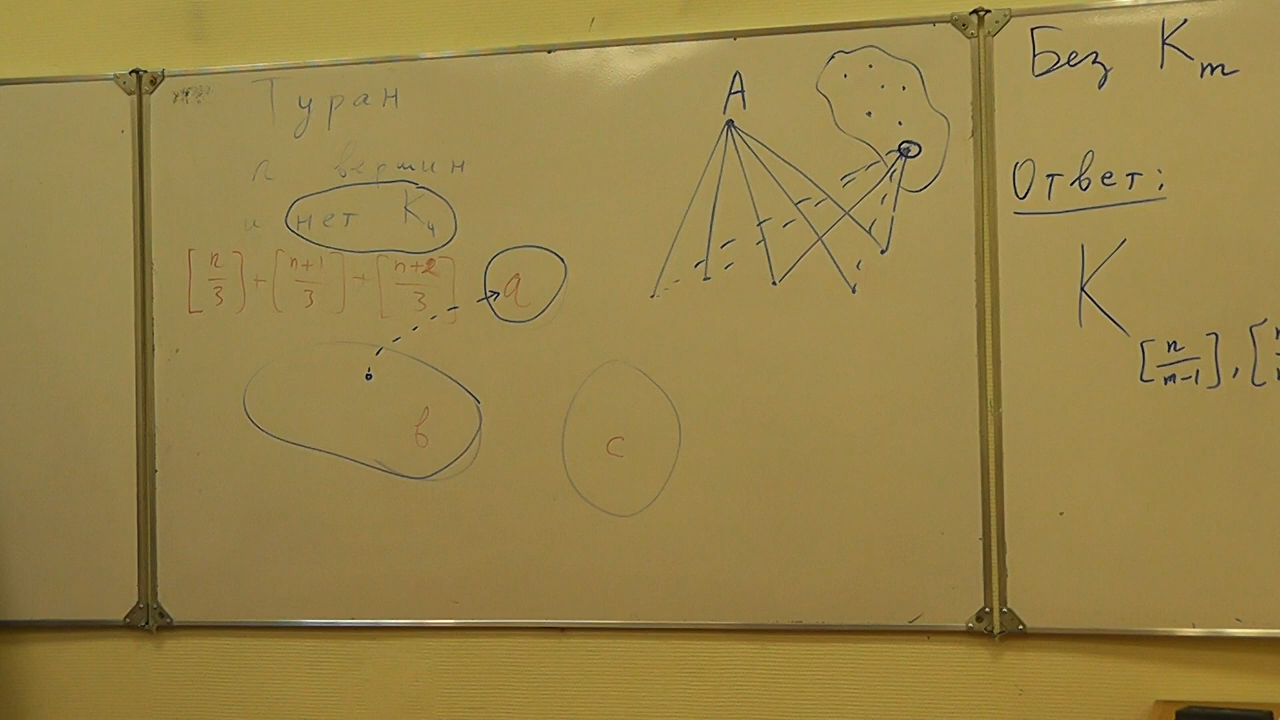 Туран
n вершин
и нет K₄
[n/3] + [n+1/3] + [n+2/3]
a
b
c
A
Без Kₘ
Ответ:
K
[n/m-1], [